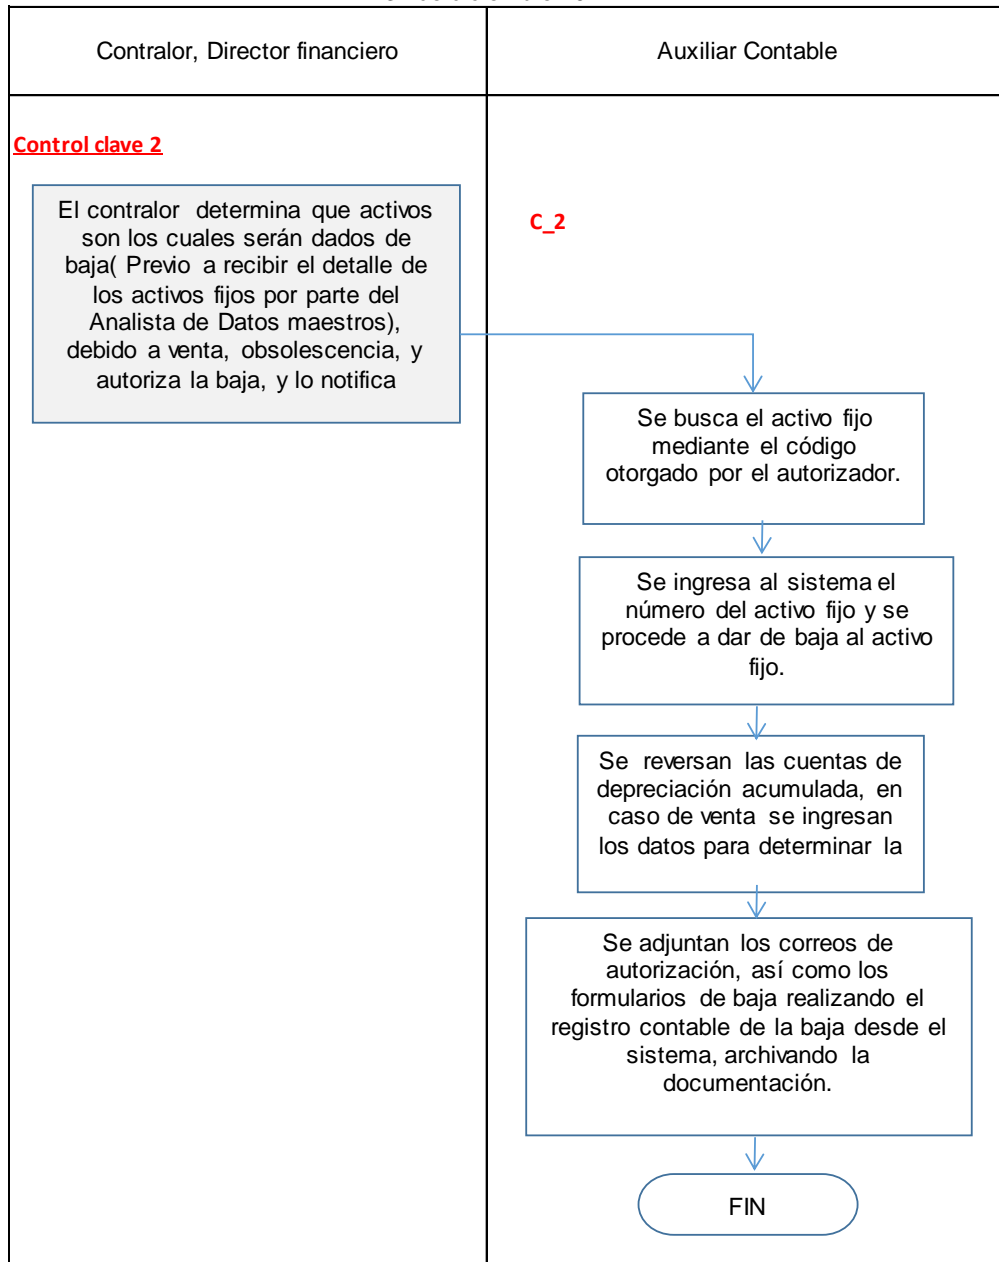 Contralor, Director financiero
Auxiliar Contable
Control clave 2
El contralor determina que activos
son los cuales serán dados de
baja( Previo a recibir el detalle de
los activos fijos por parte del
Analista de Datos maestros),
debido a venta, obsolescencia, y
autoriza la baja, y lo notifica
C_2
Se busca el activo fijo
mediante el código
otorgado por el autorizador.
Se ingresa al sistema el
número del activo fijo y se
procede a dar de baja al activo
fijo.
Se reversan las cuentas de
depreciación acumulada, en
caso de venta se ingresan
los datos para determinar la
Se adjuntan los correos de
autorización, así como los
formularios de baja realizando el
registro contable de la baja desde el
sistema, archivando la
documentación.
FIN